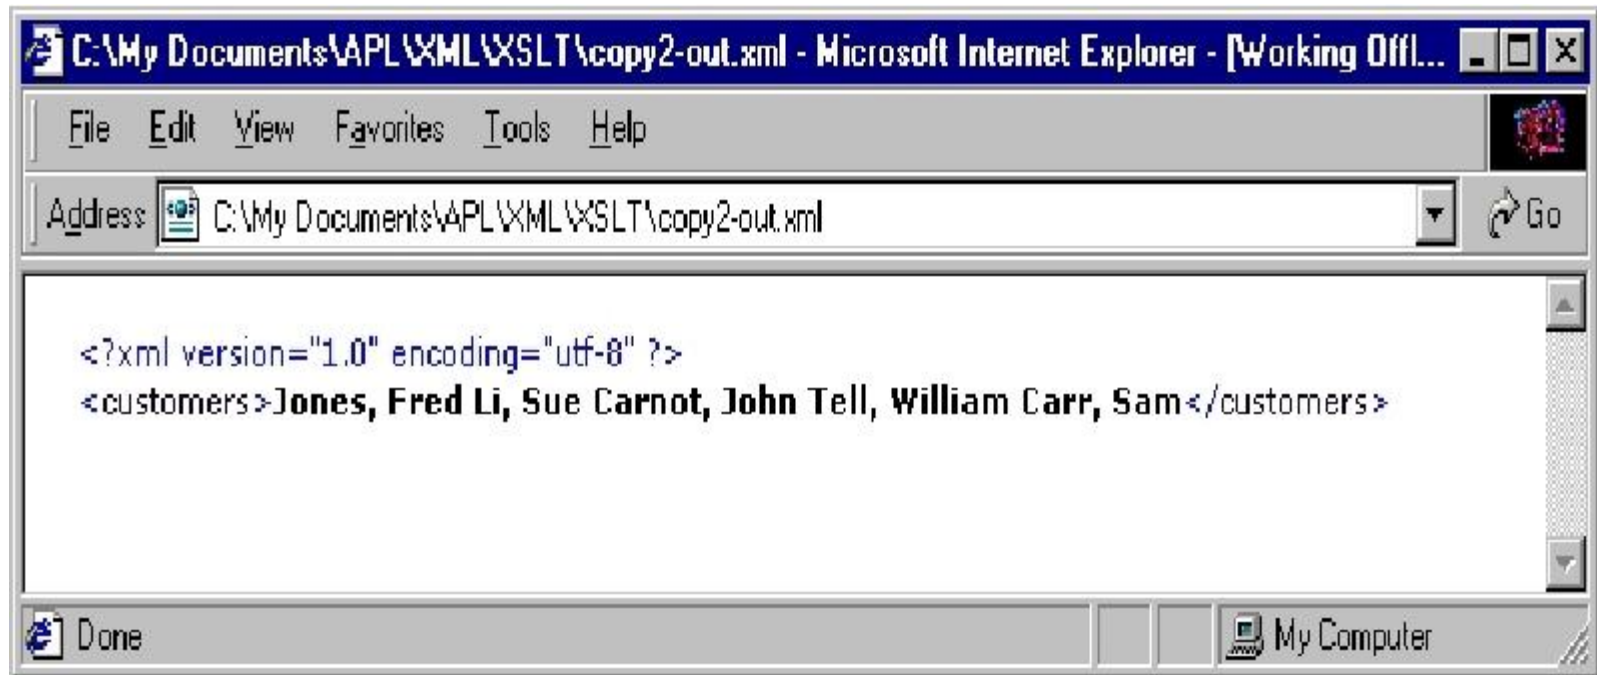 C:\My Documents\APL\XML\XSLT\copy2-out.xml - Microsoft Internet Explorer - [Working Offl...
File Edit View Favorites Tools Help
Address C:\My Documents\APL\XML\XSLT\copy2-out.xml Go
<?xml version="1.0" encoding="utf-8" ?>
<customers>Jones, Fred Li, Sue Carnot, John Tell, William Carr, Sam</customers>
Done My Computer